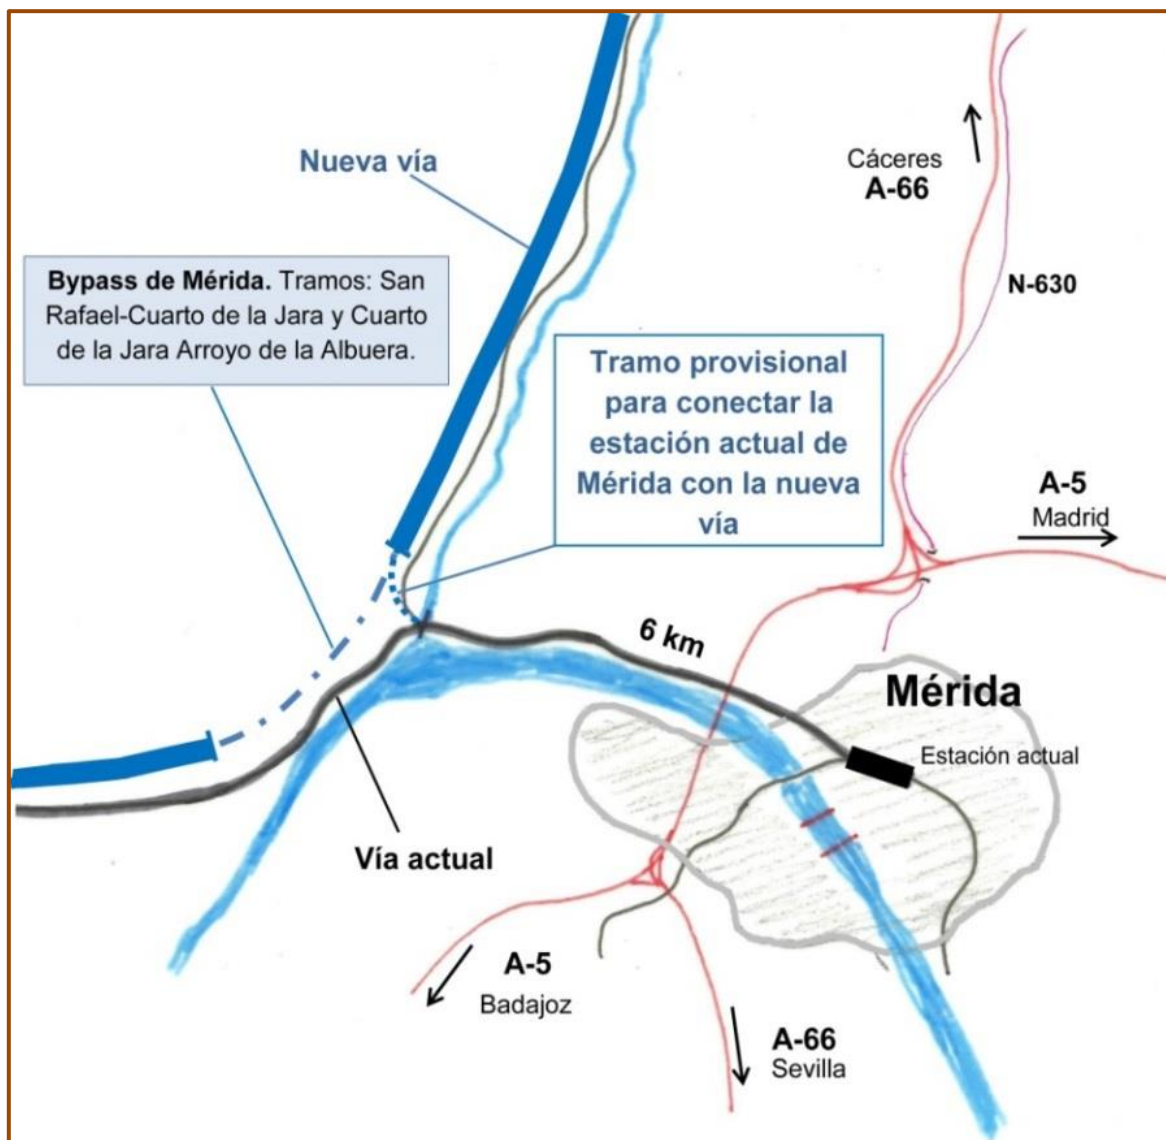 Nueva vía
Cáceres
A-66
Bypass de Mérida. Tramos: San
Rafael-Cuarto de la Jara y Cuarto
de la Jara Arroyo de la Albuera.
N-630
Tramo provisional
para conectar la
estación actual de
Mérida con la nueva
vía
A-5
Madrid
6 km
Mérida
Estación actual
Vía actual
A-5
Badajoz
A-66
Sevilla